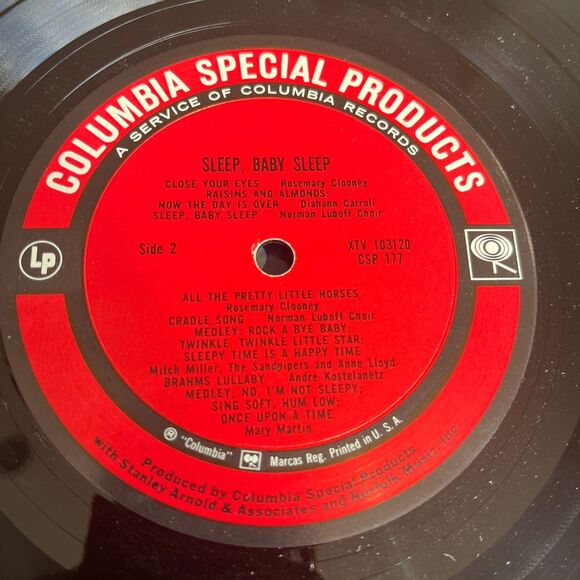 COLUMBIA SPECIAL PRODUCTS
A SERVICE OF COLUMBIA RECORDS
SLEEP, BABY SLEEP
CLOSE YOUR EYES Rosemary Clooney
RAISINS AND ALMONDS,
NOW THE DAY IS OVER Diahann Carroll
SLEEP, BABY SLEEP Norman Luboff Choir
Lp
Side 2
XTV 103120
CSP 177
ALL THE PRETTY LITTLE HORSES
Rosemary Clooney
CRADLE SONG Norman Luboff Choir
MEDLEY; ROCK A BYE BABY;
TWINKLE, TWINKLE LITTLE STAR;
SLEEPY TIME IS A HAPPY TIME
Mitch Miller, The Sandpipers and Anne Lloyd
BRAHMS LULLABY Andre Kostelanetz
MEDLEY; NO, I'M NOT SLEEPY;
SING SOFT, HUM LOW;
ONCE UPON A TIME
Mary Martin
® "Columbia" Marcas Reg. Printed in U. S. A.
Produced by Columbia Special Products
with Stanley Arnold & Associates and Norfolk Music, Inc.